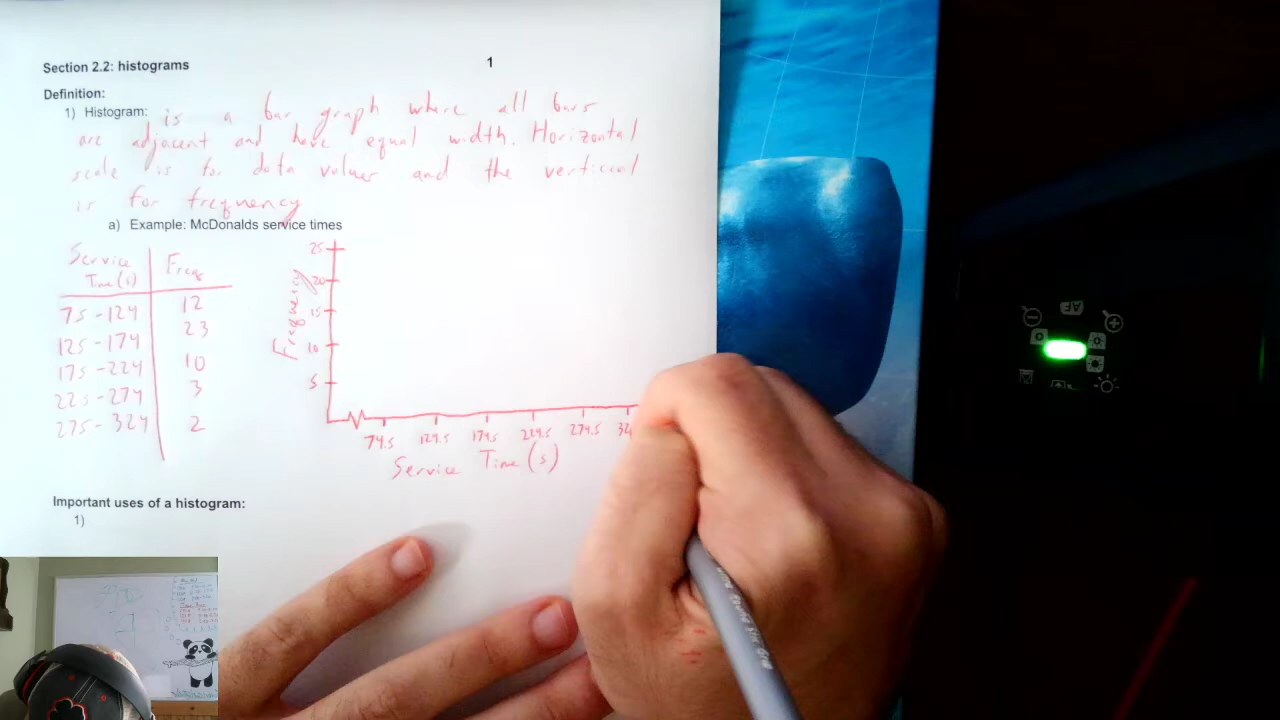 Section 2.2: histograms
1
Definition:
1) Histogram: is a bar graph where all bars
are adjacent and have equal width. Horizontal
scale is for data values and the vertical
is for frequency
a) Example: McDonalds service times
Service Time(s) Freq
75-124 12
125-174 23
175-224 10
225-274 3
275-324 2
Frequency
25
20
15
10
5
74.5 124.5 174.5 224.5 274.5 32
Service Time (s)
Important uses of a histogram:
1)
AF